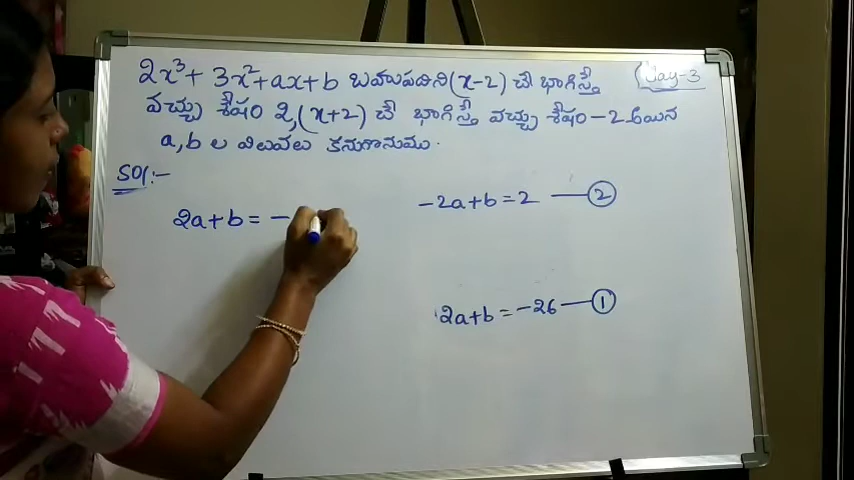 2x³ + 3x² + ax + b బహుపదిని (x-2) చే భాగిస్తే
Day-3
వచ్చు శేషం 2, (x+2) చే భాగిస్తే వచ్చు శేషం -2 అయిన
a, b ల విలువలు కనుగొనుము.
Sol:-
-2a+b = 2 — ②
2a+b = -
2a+b = -26 — ①